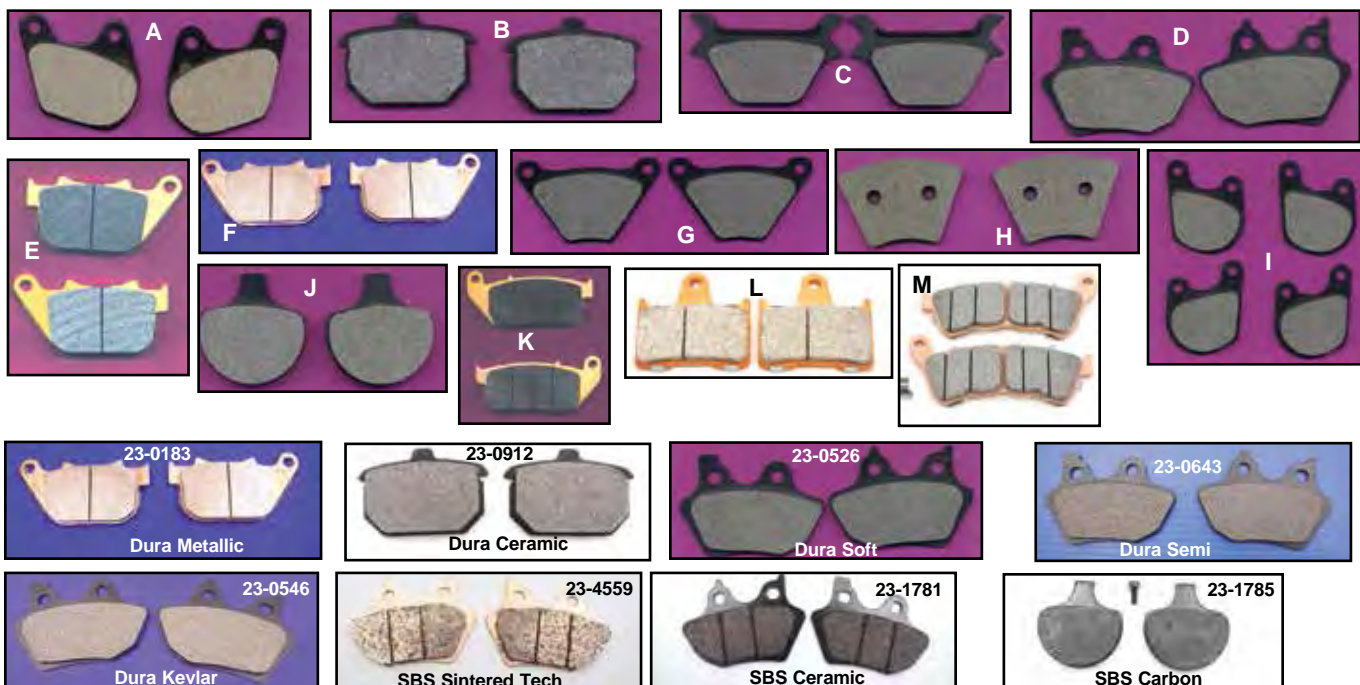 A
B
C
D
E
F
G
H
I
J
K
L
M
23-0183
Dura Metallic
23-0912
Dura Ceramic
23-0526
Dura Soft
23-0643
Dura Semi
23-0546
Dura Kevlar
23-4559
SBS Sintered Tech
23-1781
SBS Ceramic
23-1785
SBS Carbon